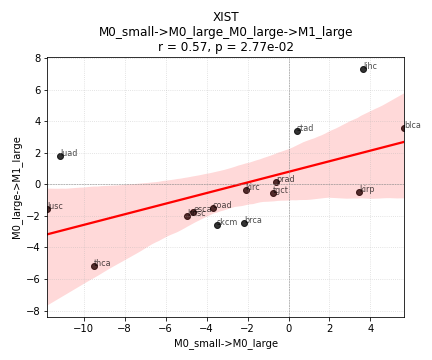 XIST
M0_small->M0_large_M0_large->M1_large
r = 0.57, p = 2.77e-02
8
lihc
6
4
stad
blca
luad
2
prad
0
kirc
tgct
kirp
lusc
esca
coad
−2
brca
skcm
−4
thca
−6
−8
M0_large->M1_large
−10
−8
−6
−4
−2
0
2
4
M0_small->M0_large